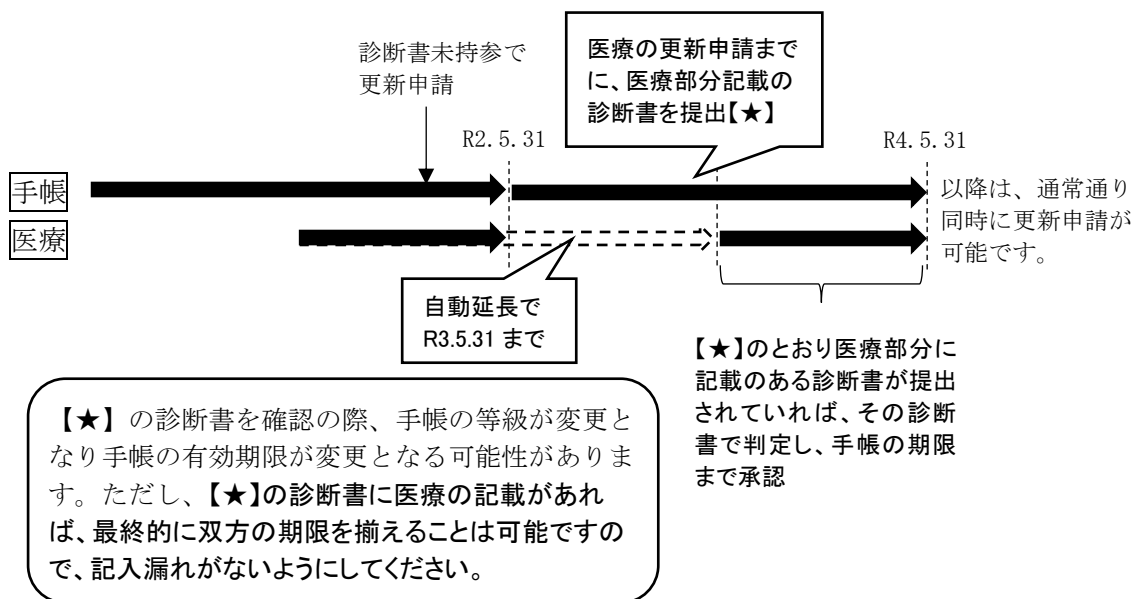 診断書未持参で
更新申請
医療の更新申請まで
に、医療部分記載の
診断書を提出【★】
R2.5.31
R4.5.31
手帳
医療
以降は、通常通り
同時に更新申請が
可能です。
自動延長で
R3.5.31 まで
【★】のとおり医療部分に
記載のある診断書が提出
されていれば、その診断
書で判定し、手帳の期限
まで承認
【★】の診断書を確認の際、手帳の等級が変更と
なり手帳の有効期限が変更となる可能性がありま
す。ただし、【★】の診断書に医療の記載があれ
ば、最終的に双方の期限を揃えることは可能ですの
で、記入漏れがないようにしてください。